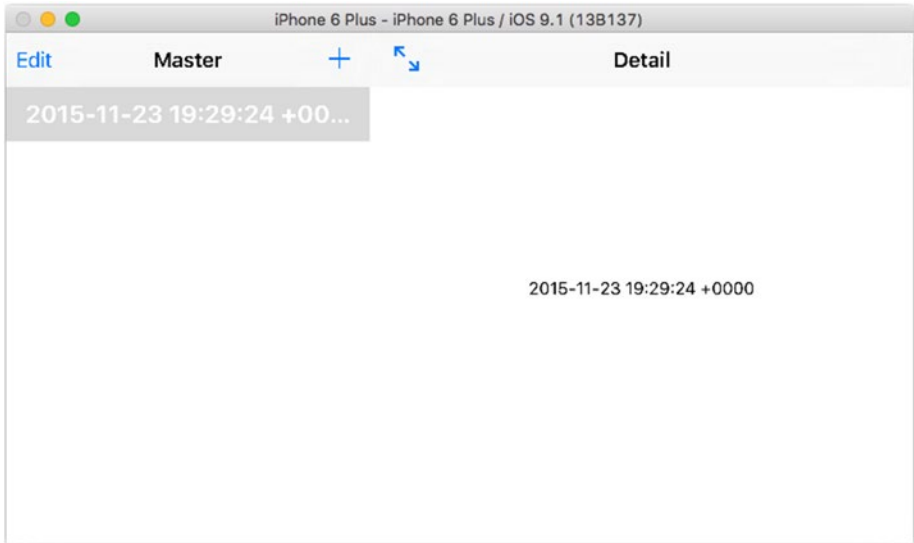 iPhone 6 Plus - iPhone 6 Plus / iOS 9.1 (13B137)
Edit Master + Detail
2015-11-23 19:29:24 +00...
2015-11-23 19:29:24 +0000